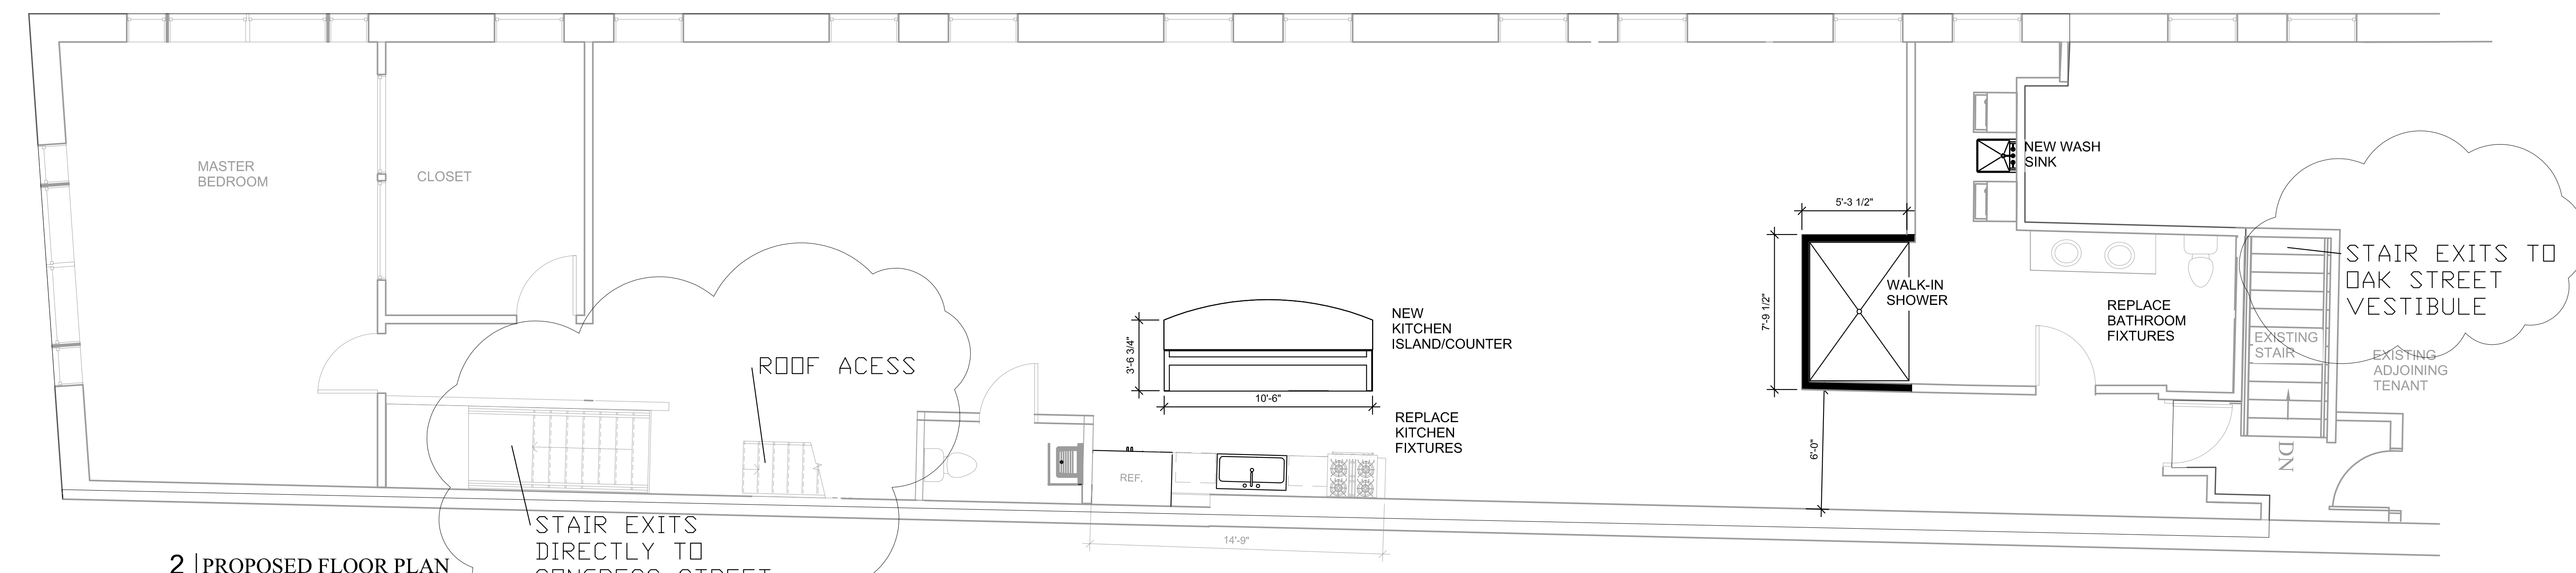 MASTER
BEDROOM
CLOSET
ROOF ACESS
STAIR EXITS
DIRECTLY TO
CONGRESS STREET
3'-6 3/4"
10'-6"
NEW
KITCHEN
ISLAND/COUNTER
REPLACE
KITCHEN
FIXTURES
REF.
14'-9"
5'-3 1/2"
7'-9 1/2"
WALK-IN
SHOWER
6'-0"
NEW WASH
SINK
REPLACE
BATHROOM
FIXTURES
STAIR EXITS TO
OAK STREET
VESTIBULE
EXISTING
STAIR
EXISTING
ADJOINING
TENANT
DN
2 PROPOSED FLOOR PLAN